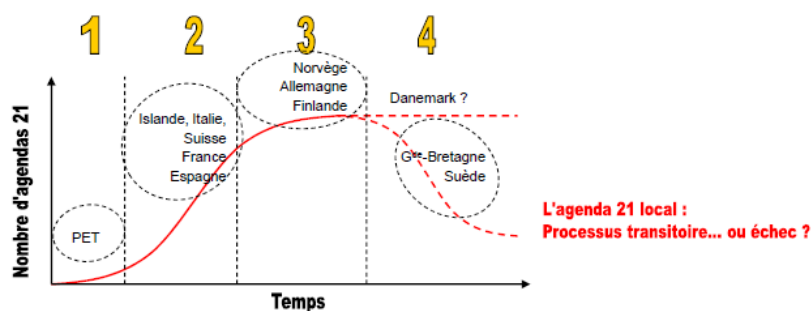 1
2
3
4
Norvège
Allemagne
Finlande
Danemark ?
Islande, Italie,
Suisse
France
Espagne
Gde-Bretagne
Suède
PET
L'agenda 21 local :
Processus transitoire... ou échec ?
Nombre d'agendas 21
Temps